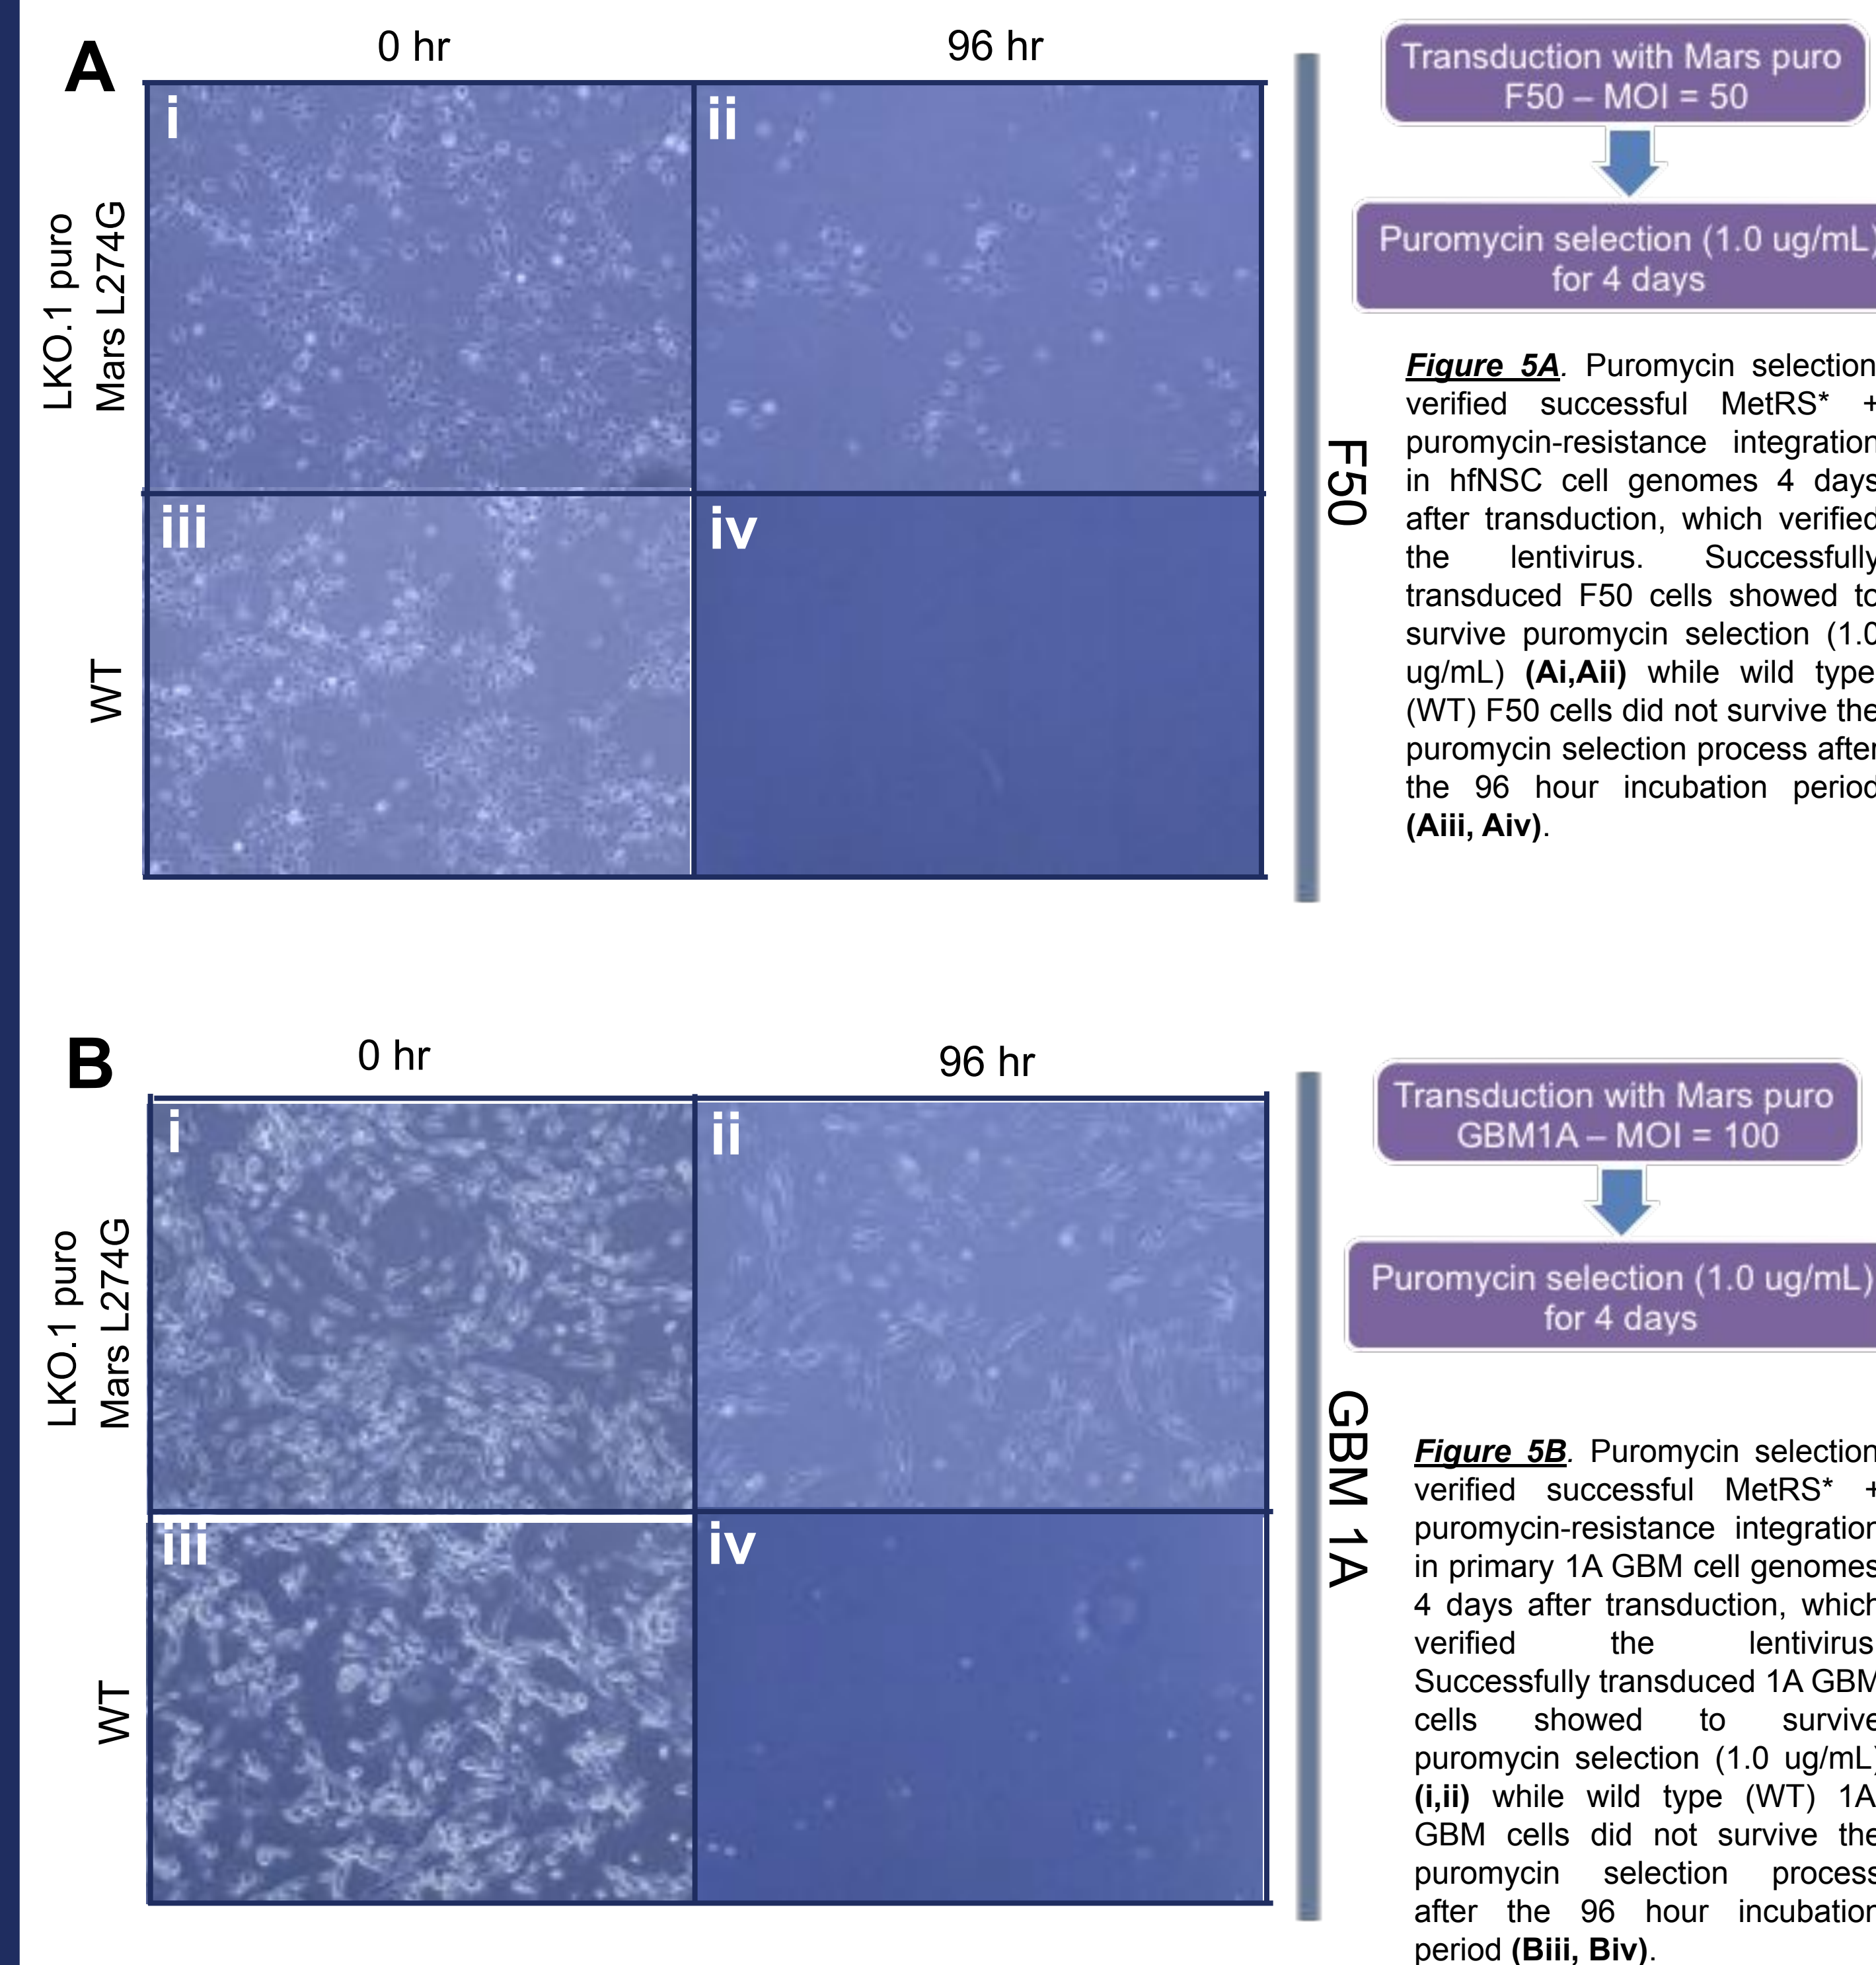 A
0 hr
96 hr
LKO.1 puro
Mars L274G
WT
i
ii
iii
iv
F50
Transduction with Mars puro
F50 – MOI = 50
Puromycin selection (1.0 ug/mL)
for 4 days
Figure 5A. Puromycin selection
verified successful MetRS* +
puromycin-resistance integration
in hfNSC cell genomes 4 days
after transduction, which verified
the lentivirus. Successfully
transduced F50 cells showed to
survive puromycin selection (1.0
ug/mL) (Ai,Aii) while wild type
(WT) F50 cells did not survive the
puromycin selection process after
the 96 hour incubation period
(Aiii, Aiv).
B
0 hr
96 hr
LKO.1 puro
Mars L274G
WT
i
ii
iii
iv
GBM 1A
Transduction with Mars puro
GBM1A – MOI = 100
Puromycin selection (1.0 ug/mL)
for 4 days
Figure 5B. Puromycin selection
verified successful MetRS* +
puromycin-resistance integration
in primary 1A GBM cell genomes
4 days after transduction, which
verified the lentivirus
Successfully transduced 1A GBM
cells showed to survive
puromycin selection (1.0 ug/mL)
(i,ii) while wild type (WT) 1A
GBM cells did not survive the
puromycin selection process
after the 96 hour incubation
period (Biii, Biv).